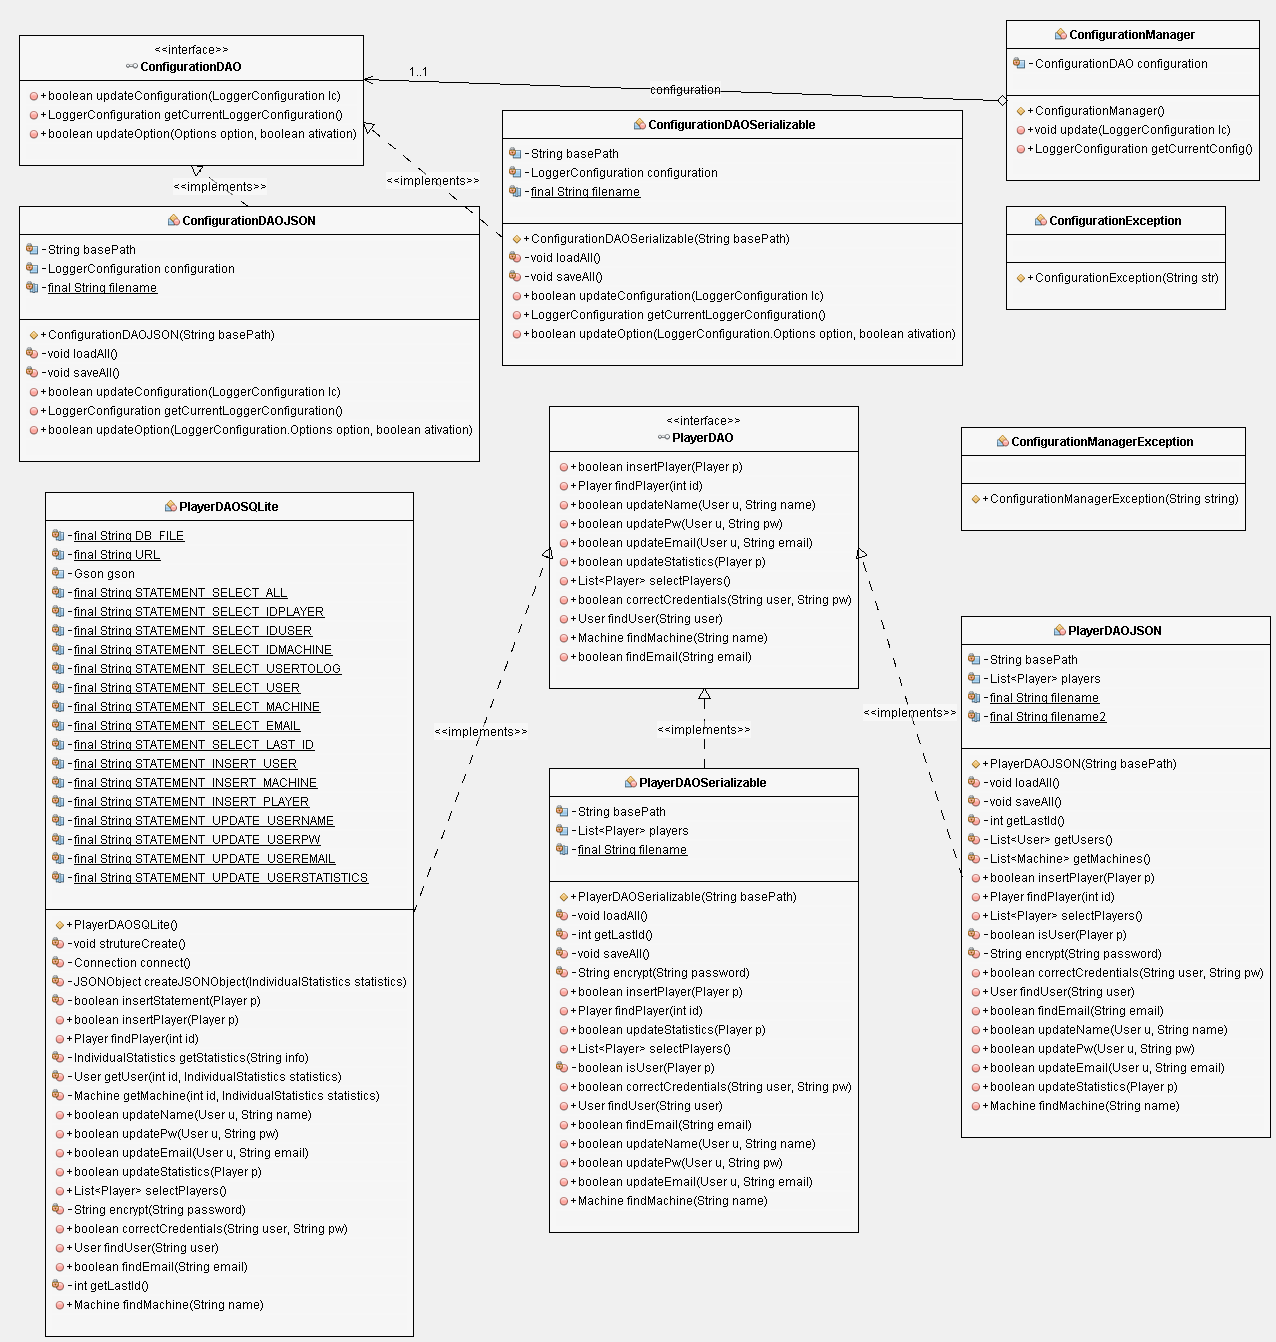 <<interface>>
ConfigurationDAO
+ boolean updateConfiguration(LoggerConfiguration lc)
+ LoggerConfiguration getCurrentLoggerConfiguration()
+ boolean updateOption(Options option, boolean ativation)
1..1
configuration
ConfigurationManager
- ConfigurationDAO configuration
+ ConfigurationManager()
+ void update(LoggerConfiguration lc)
+ LoggerConfiguration getCurrentConfig()
<<implements>>
<<implements>>
ConfigurationDAOSerializable
- String basePath
- LoggerConfiguration configuration
- final String filename
+ ConfigurationDAOSerializable(String basePath)
- void loadAll()
- void saveAll()
+ boolean updateConfiguration(LoggerConfiguration lc)
+ LoggerConfiguration getCurrentLoggerConfiguration()
+ boolean updateOption(LoggerConfiguration.Options option, boolean ativation)
ConfigurationException
+ ConfigurationException(String str)
ConfigurationDAOJSON
- String basePath
- LoggerConfiguration configuration
- final String filename
+ ConfigurationDAOJSON(String basePath)
- void loadAll()
- void saveAll()
+ boolean updateConfiguration(LoggerConfiguration lc)
+ LoggerConfiguration getCurrentLoggerConfiguration()
+ boolean updateOption(LoggerConfiguration.Options option, boolean ativation)
<<interface>>
PlayerDAO
+ boolean insertPlayer(Player p)
+ Player findPlayer(int id)
+ boolean updateName(User u, String name)
+ boolean updatePw(User u, String pw)
+ boolean updateEmail(User u, String email)
+ boolean updateStatistics(Player p)
+ List<Player> selectPlayers()
+ boolean correctCredentials(String user, String pw)
+ User findUser(String user)
+ Machine findMachine(String name)
+ boolean findEmail(String email)
ConfigurationManagerException
+ ConfigurationManagerException(String string)
PlayerDAOSQLite
- final String DB_FILE
- final String URL
- Gson gson
- final String STATEMENT_SELECT_ALL
- final String STATEMENT_SELECT_IDPLAYER
- final String STATEMENT_SELECT_IDUSER
- final String STATEMENT_SELECT_IDMACHINE
- final String STATEMENT_SELECT_USERTOLOG
- final String STATEMENT_SELECT_USER
- final String STATEMENT_SELECT_MACHINE
- final String STATEMENT_SELECT_EMAIL
- final String STATEMENT_SELECT_LAST_ID
- final String STATEMENT_INSERT_USER
- final String STATEMENT_INSERT_MACHINE
- final String STATEMENT_INSERT_PLAYER
- final String STATEMENT_UPDATE_USERNAME
- final String STATEMENT_UPDATE_USERPW
- final String STATEMENT_UPDATE_USEREMAIL
- final String STATEMENT_UPDATE_USERSTATISTICS
+ PlayerDAOSQLite()
- void strutureCreate()
- Connection connect()
- JSONObject createJSONObject(IndividualStatistics statistics)
- boolean insertStatement(Player p)
+ boolean insertPlayer(Player p)
+ Player findPlayer(int id)
- IndividualStatistics getStatistics(String info)
- User getUser(int id, IndividualStatistics statistics)
- Machine getMachine(int id, IndividualStatistics statistics)
+ boolean updateName(User u, String name)
+ boolean updatePw(User u, String pw)
+ boolean updateEmail(User u, String email)
+ boolean updateStatistics(Player p)
+ List<Player> selectPlayers()
- String encrypt(String password)
+ boolean correctCredentials(String user, String pw)
+ User findUser(String user)
+ boolean findEmail(String email)
- int getLastId()
+ Machine findMachine(String name)
<<implements>>
<<implements>>
<<implements>>
PlayerDAOSerializable
- String basePath
- List<Player> players
- final String filename
+ PlayerDAOSerializable(String basePath)
- void loadAll()
- int getLastId()
- void saveAll()
- String encrypt(String password)
+ boolean insertPlayer(Player p)
+ Player findPlayer(int id)
+ boolean updateStatistics(Player p)
+ List<Player> selectPlayers()
- boolean isUser(Player p)
+ boolean correctCredentials(String user, String pw)
+ User findUser(String user)
+ boolean findEmail(String email)
+ boolean updateName(User u, String name)
+ boolean updatePw(User u, String pw)
+ boolean updateEmail(User u, String email)
+ Machine findMachine(String name)
PlayerDAOJSON
- String basePath
- List<Player> players
- final String filename
- final String filename2
+ PlayerDAOJSON(String basePath)
- void loadAll()
- void saveAll()
- int getLastId()
- List<User> getUsers()
- List<Machine> getMachines()
+ boolean insertPlayer(Player p)
+ Player findPlayer(int id)
+ List<Player> selectPlayers()
- boolean isUser(Player p)
- String encrypt(String password)
+ boolean correctCredentials(String user, String pw)
+ User findUser(String user)
+ boolean findEmail(String email)
+ boolean updateName(User u, String name)
+ boolean updatePw(User u, String pw)
+ boolean updateEmail(User u, String email)
+ boolean updateStatistics(Player p)
+ Machine findMachine(String name)